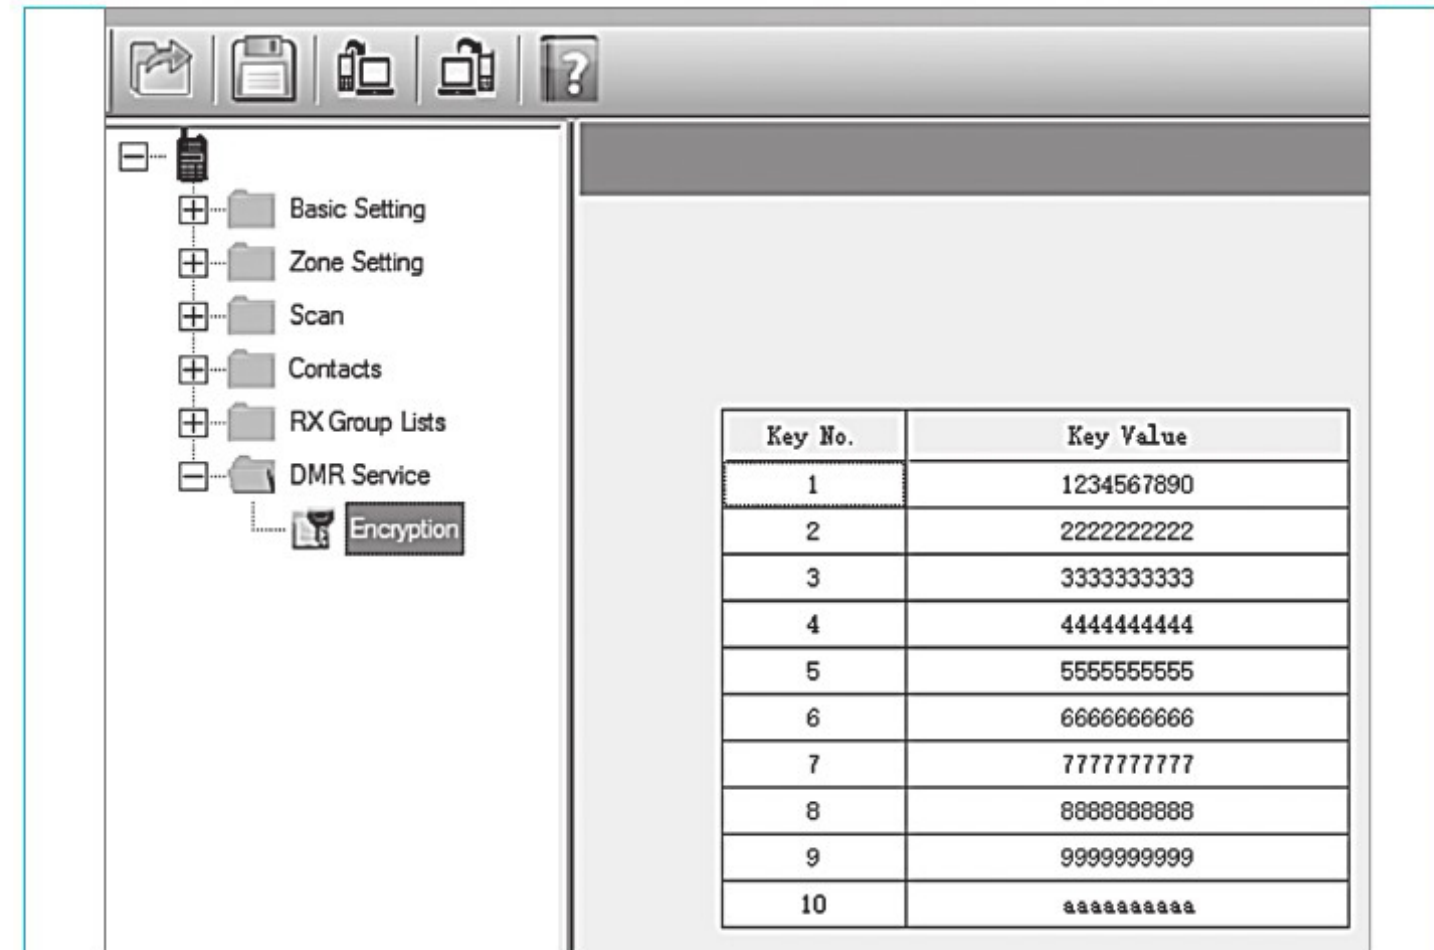 ?
Basic Setting
Zone Setting
Scan
Contacts
RX Group Lists
DMR Service
Encryption
Key No. Key Value
1 1234567890
2 2222222222
3 3333333333
4 4444444444
5 5555555555
6 6666666666
7 7777777777
8 8888888888
9 9999999999
10 aaaaaaaaaa